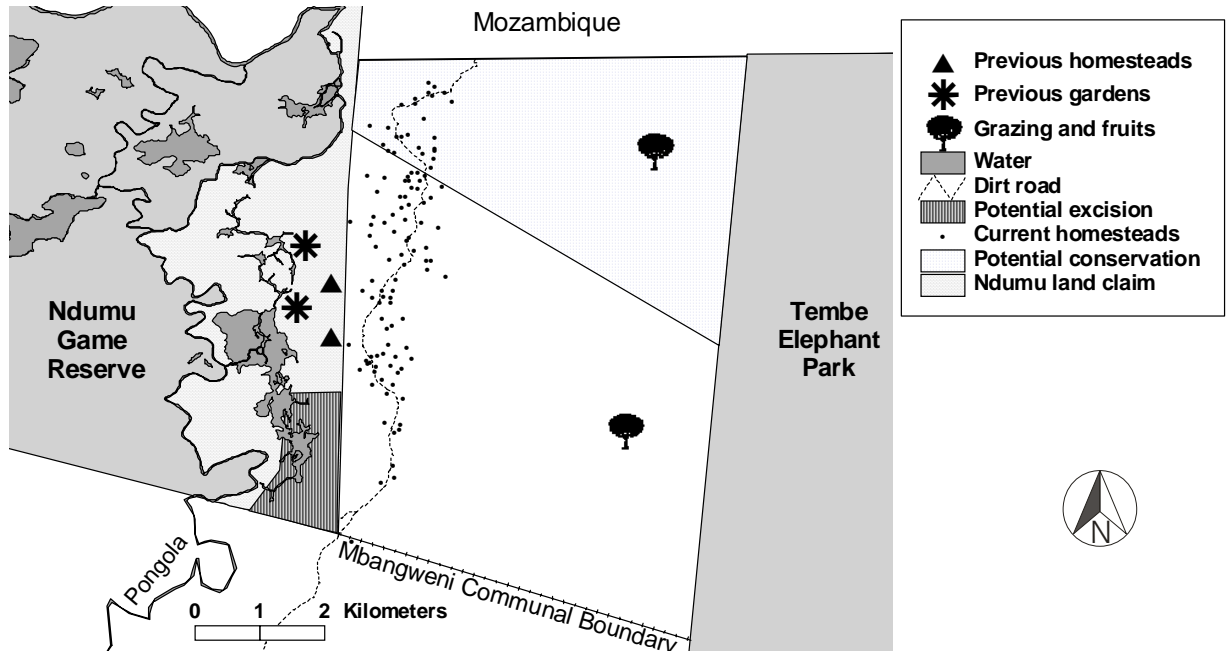 Mozambique
Ndumu
Game
Reserve
Tembe
Elephant
Park
Pongola
0 1 2 Kilometers
Mbangweni Communal Boundary
Previous homesteads
Previous gardens
Grazing and fruits
Water
Dirt road
Potential excision
Current homesteads
Potential conservation
Ndumu land claim
N